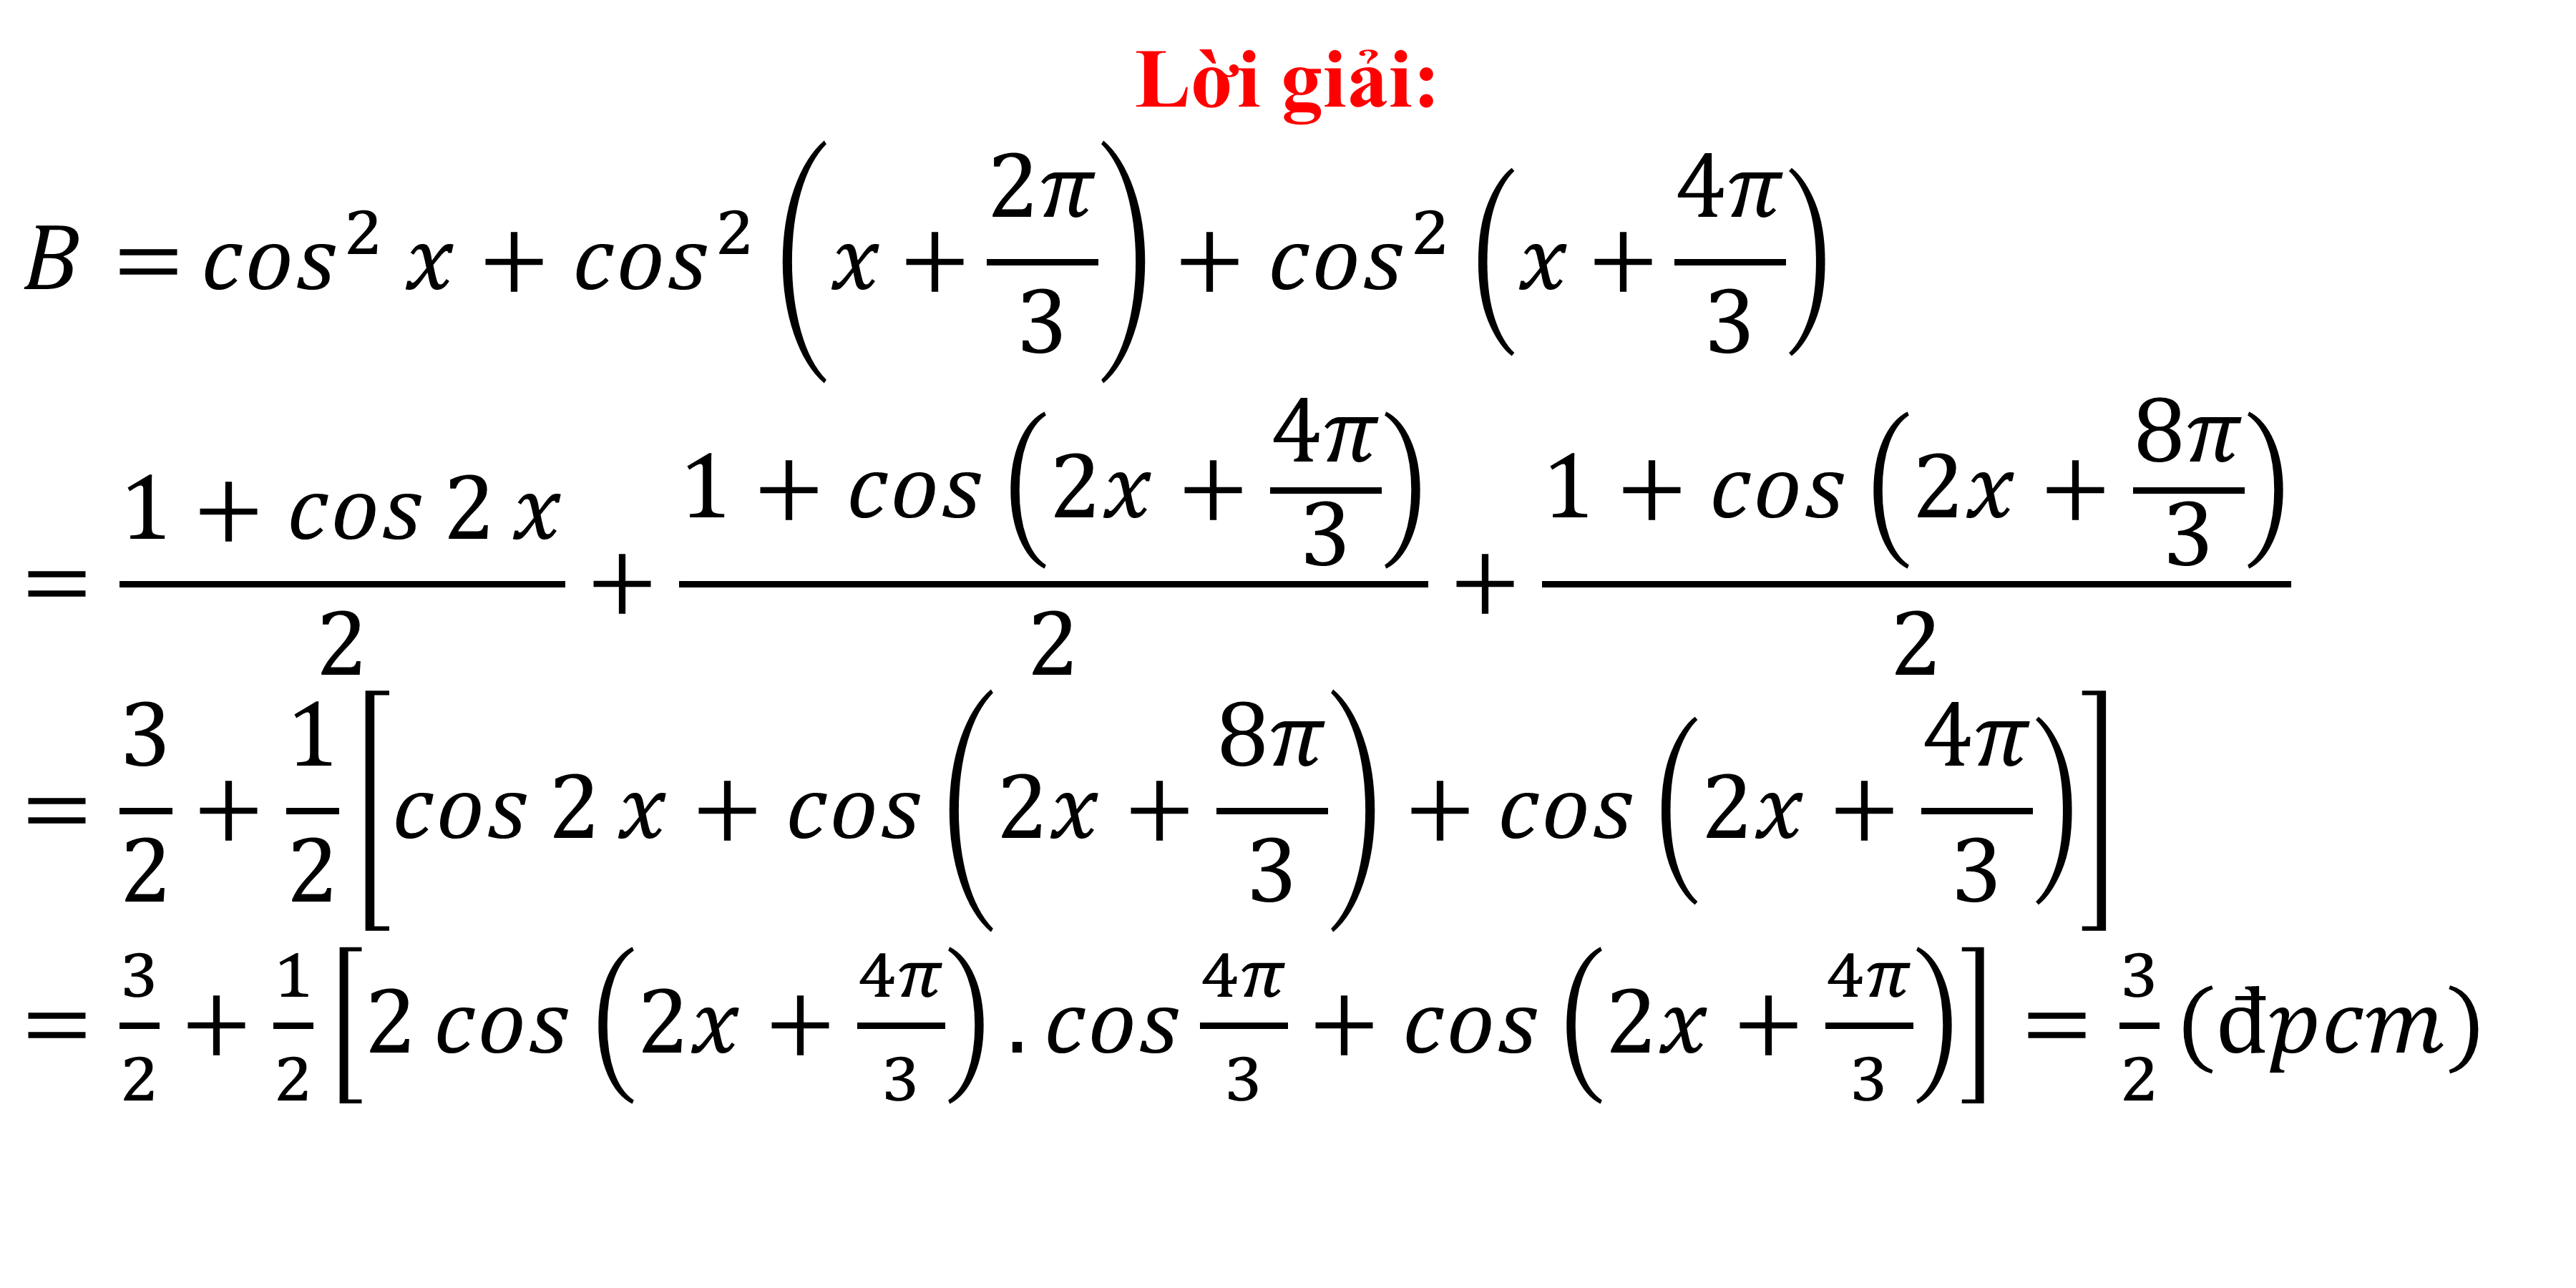 Lời giải:
B = cos² x + cos² (x + 2π/3) + cos² (x + 4π/3)
= (1 + cos 2 x)/2 + (1 + cos (2x + 4π/3))/2 + (1 + cos (2x + 8π/3))/2
= 3/2 + 1/2 [cos 2 x + cos (2x + 8π/3) + cos (2x + 4π/3)]
= 3/2 + 1/2 [2 cos (2x + 4π/3) . cos 4π/3 + cos (2x + 4π/3)] = 3/2 (đpcm)